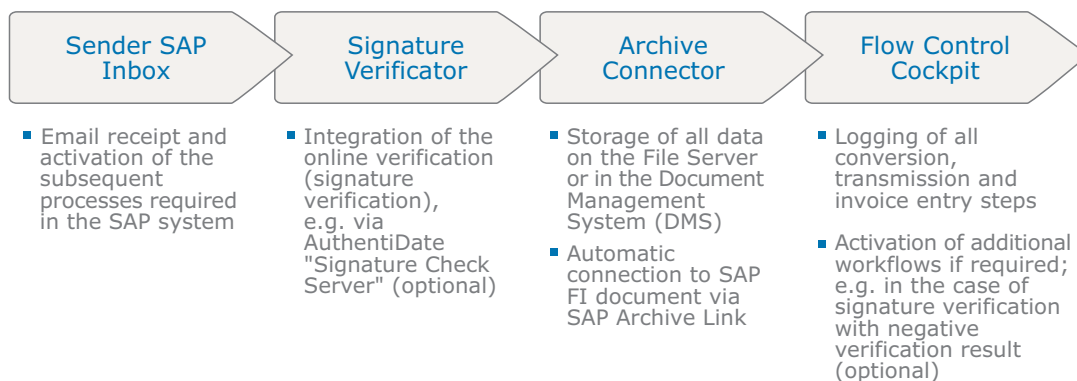 Sender SAP
Inbox
Signature
Verificator
Archive
Connector
Flow Control
Cockpit
Email receipt and
activation of the
subsequent
processes required
in the SAP system
Integration of the
online verification
(signature
verification),
e.g. via
AuthentiDate
"Signature Check
Server" (optional)
Storage of all data
on the File Server
or in the Document
Management
System (DMS)
Automatic
connection to SAP
FI document via
SAP Archive Link
Logging of all
conversion,
transmission and
invoice entry steps
Activation of additional
workflows if required;
e.g. in the case of
signature verification
with negative
verification result
(optional)